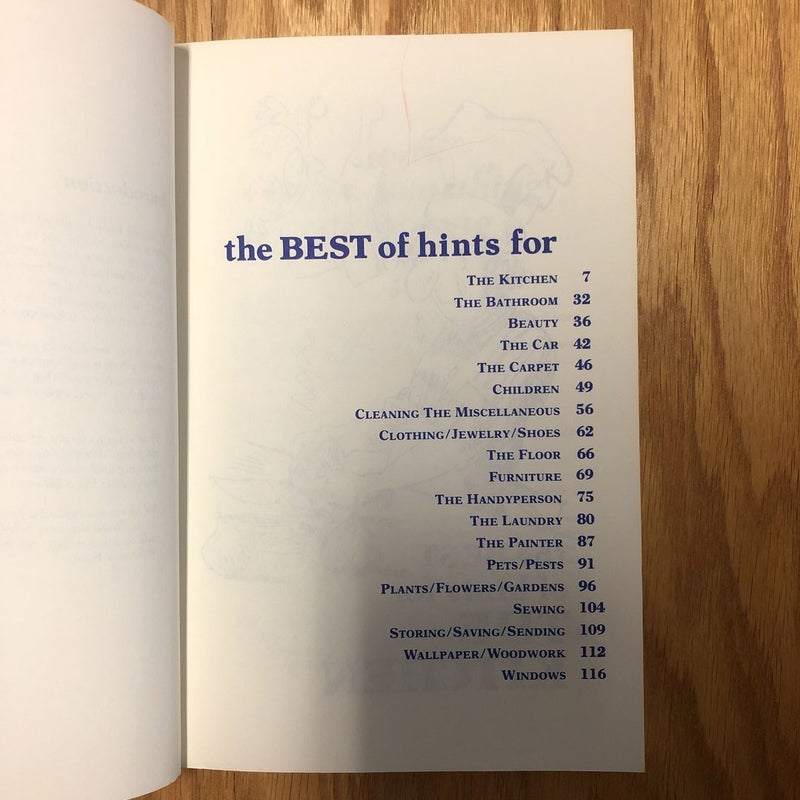 the BEST of hints for
THE KITCHEN 7
THE BATHROOM 32
BEAUTY 36
THE CAR 42
THE CARPET 46
CHILDREN 49
CLEANING THE MISCELLANEOUS 56
CLOTHING/JEWELRY/SHOES 62
THE FLOOR 66
FURNITURE 69
THE HANDYPERSON 75
THE LAUNDRY 80
THE PAINTER 87
PETS/PESTS 91
PLANTS/FLOWERS/GARDENS 96
SEWING 104
STORING/SAVING/SENDING 109
WALLPAPER/WOODWORK 112
WINDOWS 116